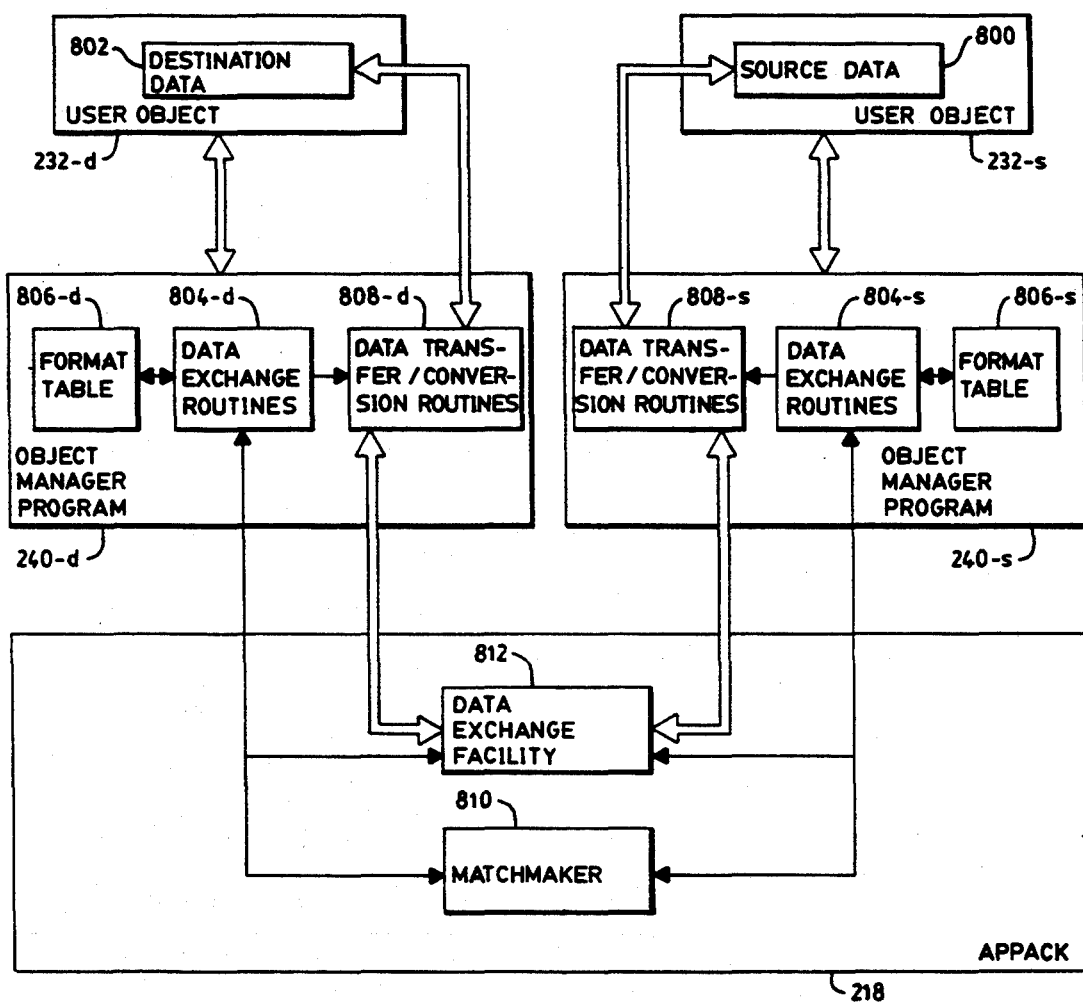 802
DESTINATION
DATA
USER OBJECT
232-d
800
SOURCE DATA
USER OBJECT
232-s
806-d
804-d
808-d
FORMAT
TABLE
DATA
EXCHANGE
ROUTINES
DATA TRANS-
FER/CONVER-
SION ROUTINES
OBJECT
MANAGER
PROGRAM
240-d
808-s
804-s
806-s
DATA TRANS-
FER/CONVER-
SION ROUTINES
DATA
EXCHANGE
ROUTINES
FORMAT
TABLE
OBJECT
MANAGER
PROGRAM
240-s
812
DATA
EXCHANGE
FACILITY
810
MATCHMAKER
APPACK
218